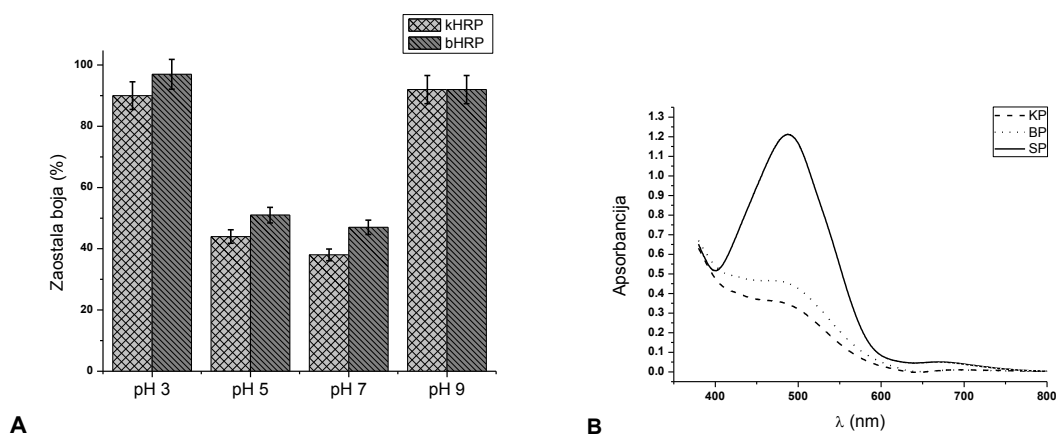 kHRP
bHRP
Zaostala boja (%)
100
80
60
40
20
0
pH 3 pH 5 pH 7 pH 9
A
KP
BP
SP
Apsorbancija
1.3
1.2
1.1
1.0
0.9
0.8
0.7
0.6
0.5
0.4
0.3
0.2
0.1
0.0
400 500 600 700 800
λ (nm)
B